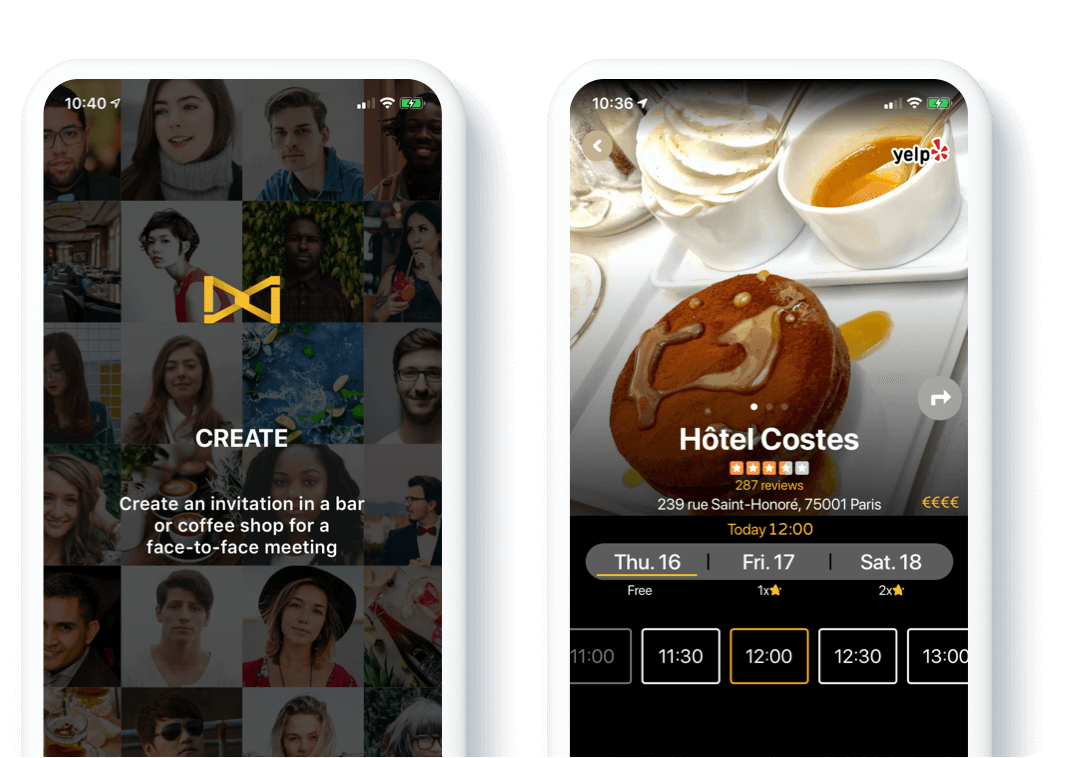 10:40
CREATE
Create an invitation in a bar
or coffee shop for a
face-to-face meeting
10:36
yelp
Hôtel Costes
287 reviews
239 rue Saint-Honoré, 75001 Paris
€€€€
Today 12:00
Thu. 16 Fri. 17 Sat. 18
Free 1x 2x
11:00 11:30 12:00 12:30 13:00